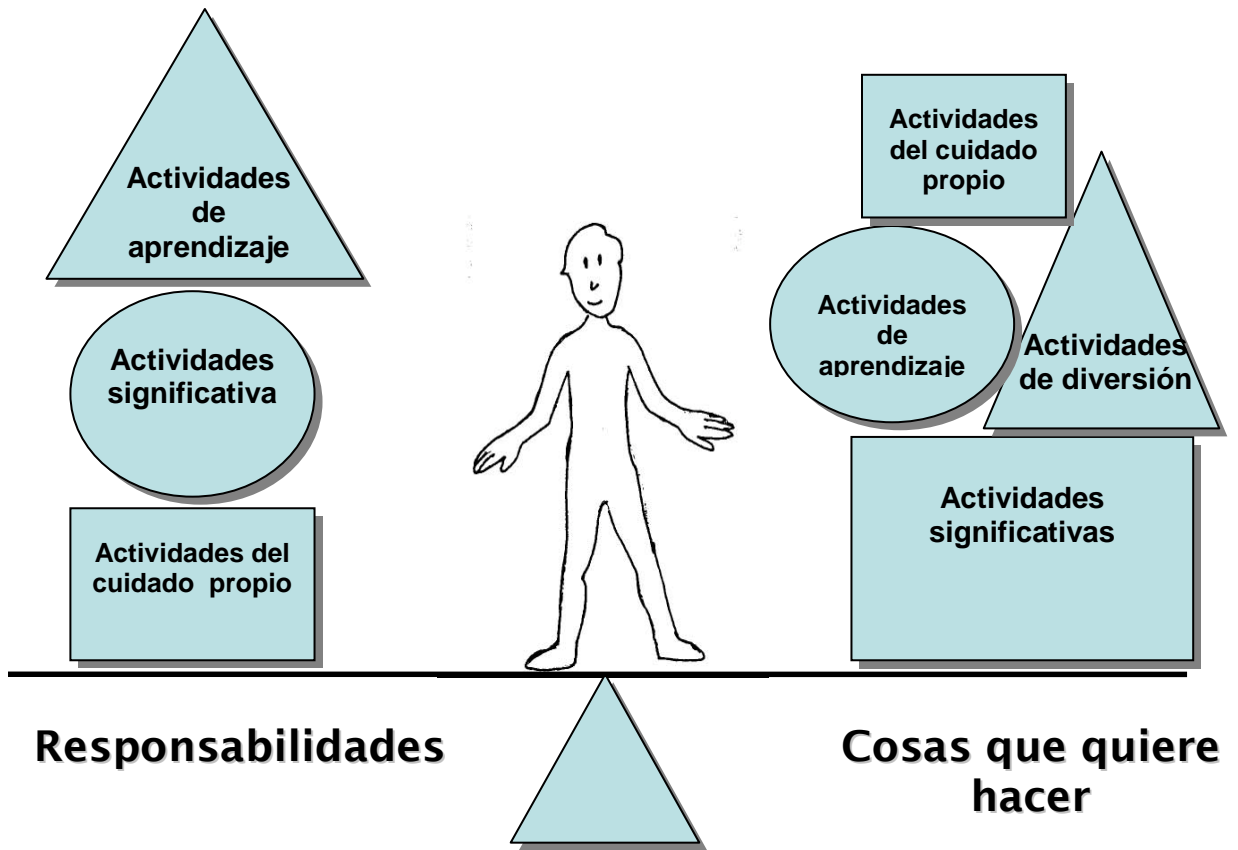 Actividades
de
aprendizaje
Actividades
significativa
Actividades del
cuidado propio
Actividades
del cuidado
propio
Actividades
de
aprendizaje
Actividades
de diversión
Actividades
significativas
Responsabilidades
Cosas que quiere
hacer